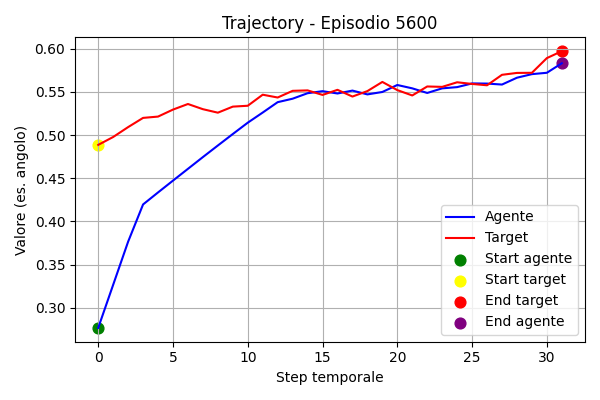 Trajectory - Episodio 5600
Valore (es. angolo)
0.60
0.55
0.50
0.45
0.40
0.35
0.30
0
5
10
15
20
25
30
Step temporale
Agente
Target
Start agente
Start target
End target
End agente